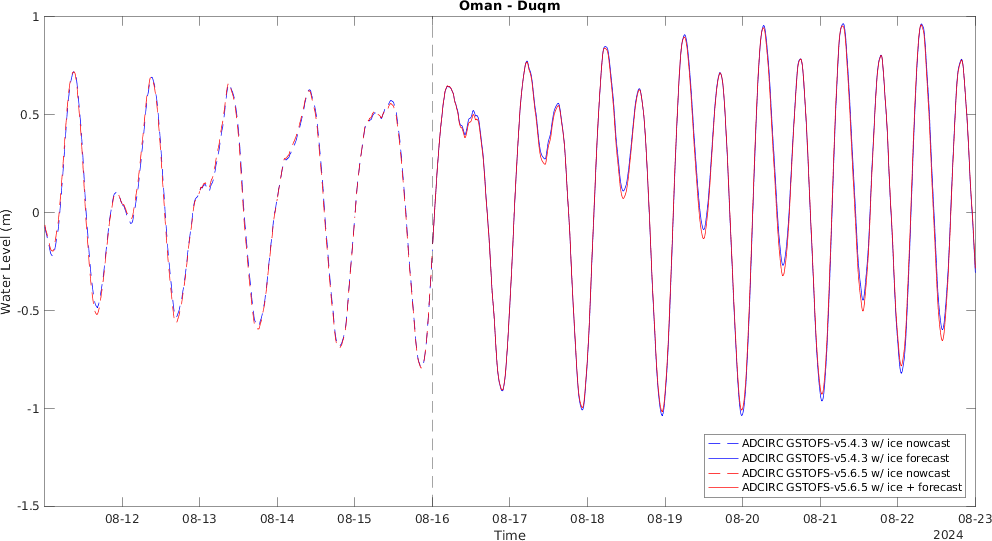 Oman - Duqm
1
0.5
0
-0.5
-1
-1.5
Water Level (m)
08-12
08-13
08-14
08-15
08-16
08-17
08-18
08-19
08-20
08-21
08-22
08-23
Time
2024
ADCIRC GSTOFS-v5.4.3 w/ ice nowcast
ADCIRC GSTOFS-v5.4.3 w/ ice forecast
ADCIRC GSTOFS-v5.6.5 w/ ice nowcast
ADCIRC GSTOFS-v5.6.5 w/ ice + forecast